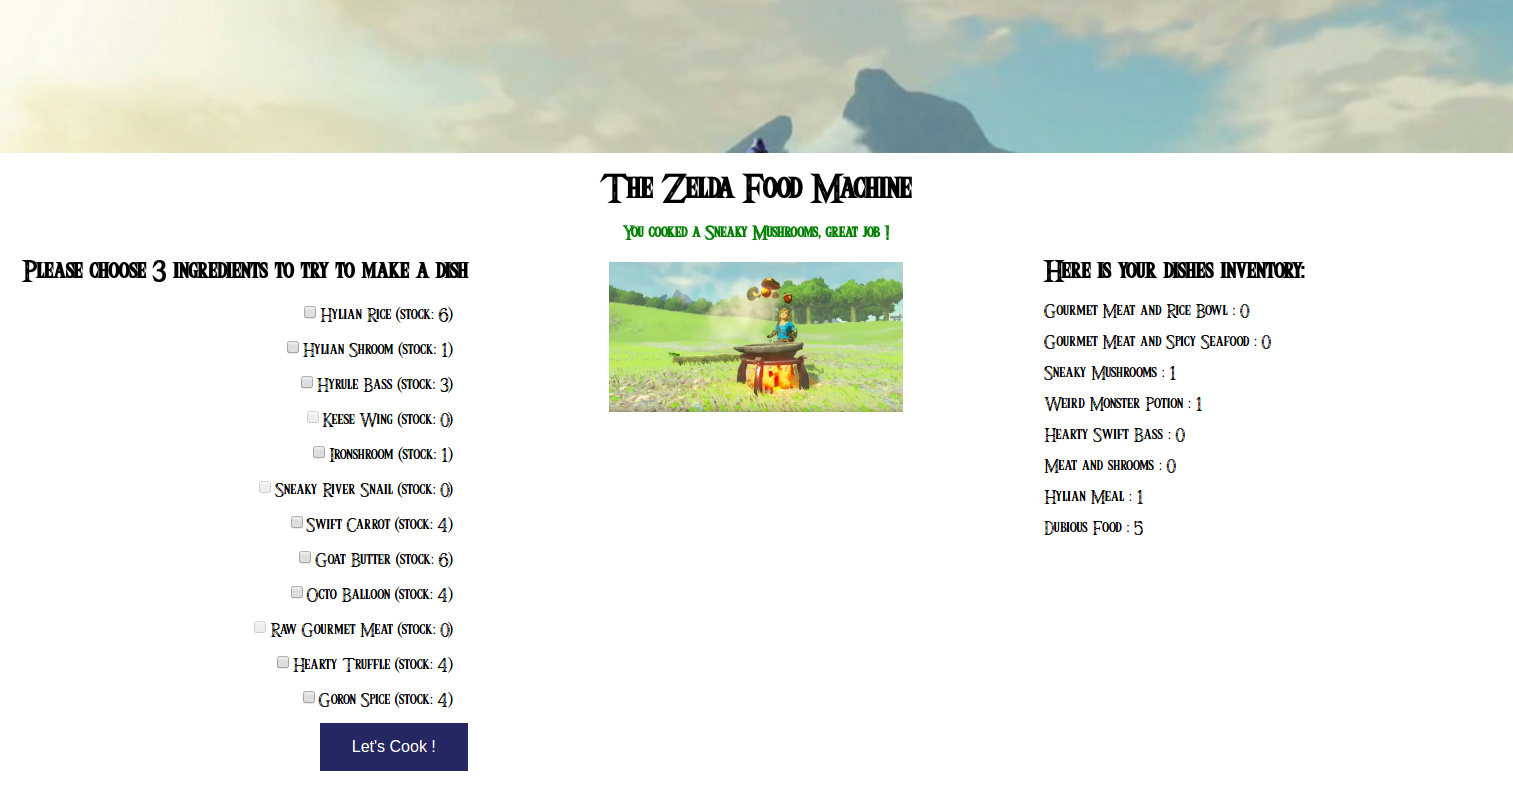 The Zelda Food Machine
You cooked a Sneaky Mushrooms, great job !
Please choose 3 ingredients to try to make a dish
Hylian Rice (stock: 6)
Hylian Shroom (stock: 1)
Hyrule Bass (stock: 3)
Keese Wing (stock: 0)
Ironshroom (stock: 1)
Sneaky River Snail (stock: 0)
Swift Carrot (stock: 4)
Goat Butter (stock: 6)
Octo Balloon (stock: 4)
Raw Gourmet Meat (stock: 0)
Hearty Truffle (stock: 4)
Goron Spice (stock: 4)
Let's Cook !
Here is your dishes inventory:
Gourmet Meat and Rice Bowl : 0
Gourmet Meat and Spicy Seafood : 0
Sneaky Mushrooms : 1
Weird Monster Potion : 1
Hearty Swift Bass : 0
Meat and shrooms : 0
Hylian Meal : 1
Dubious Food : 5